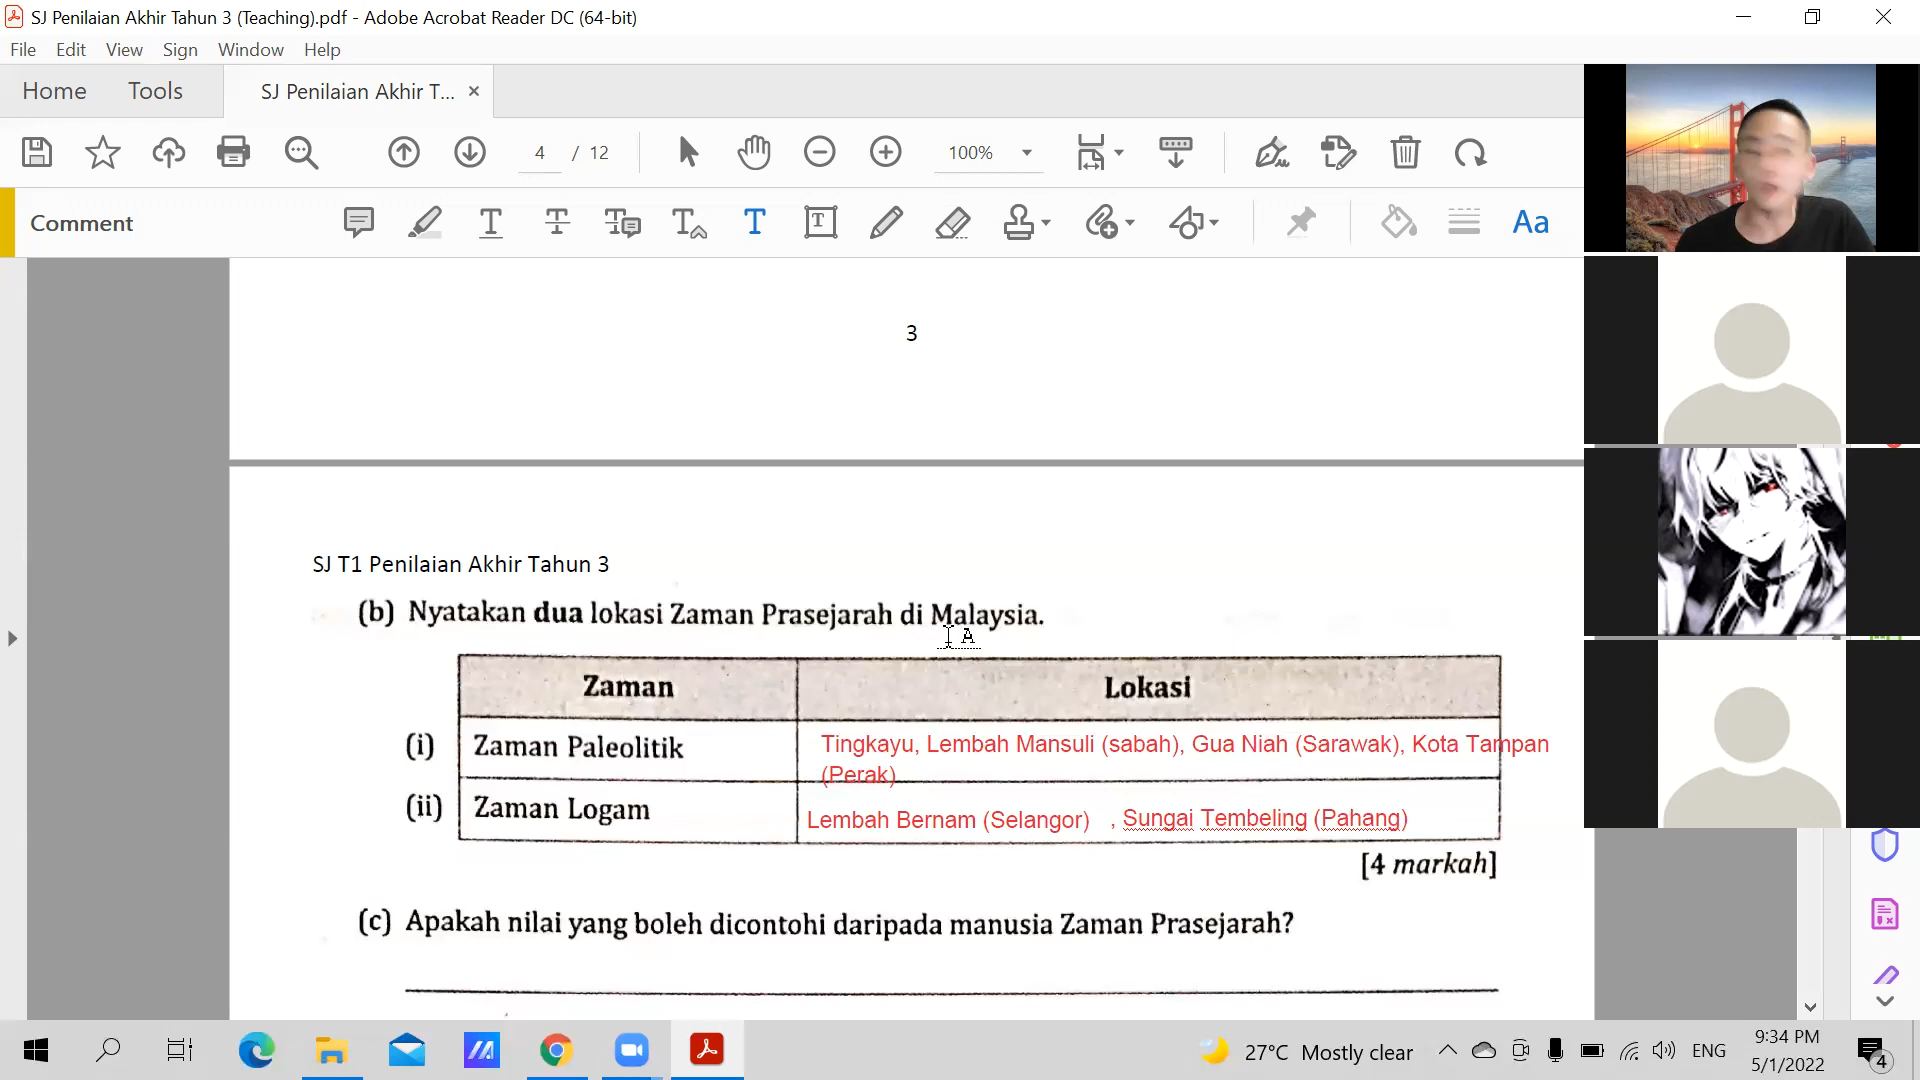 SJ Penilaian Akhir Tahun 3 (Teaching).pdf - Adobe Acrobat Reader DC (64-bit)
File Edit View Sign Window Help
Home Tools SJ Penilaian Akhir T... ×
4 / 12 100%
Comment
Aa
3
SJ T1 Penilaian Akhir Tahun 3
(b) Nyatakan dua lokasi Zaman Prasejarah di Malaysia.
Zaman Lokasi
(i) Zaman Paleolitik Tingkayu, Lembah Mansuli (sabah), Gua Niah (Sarawak), Kota Tampan
(Perak)
(ii) Zaman Logam Lembah Bernam (Selangor) , Sungai Tembeling (Pahang)
[4 markah]
(c) Apakah nilai yang boleh dicontohi daripada manusia Zaman Prasejarah?
27°C Mostly clear ENG 9:34 PM
5/1/2022
4